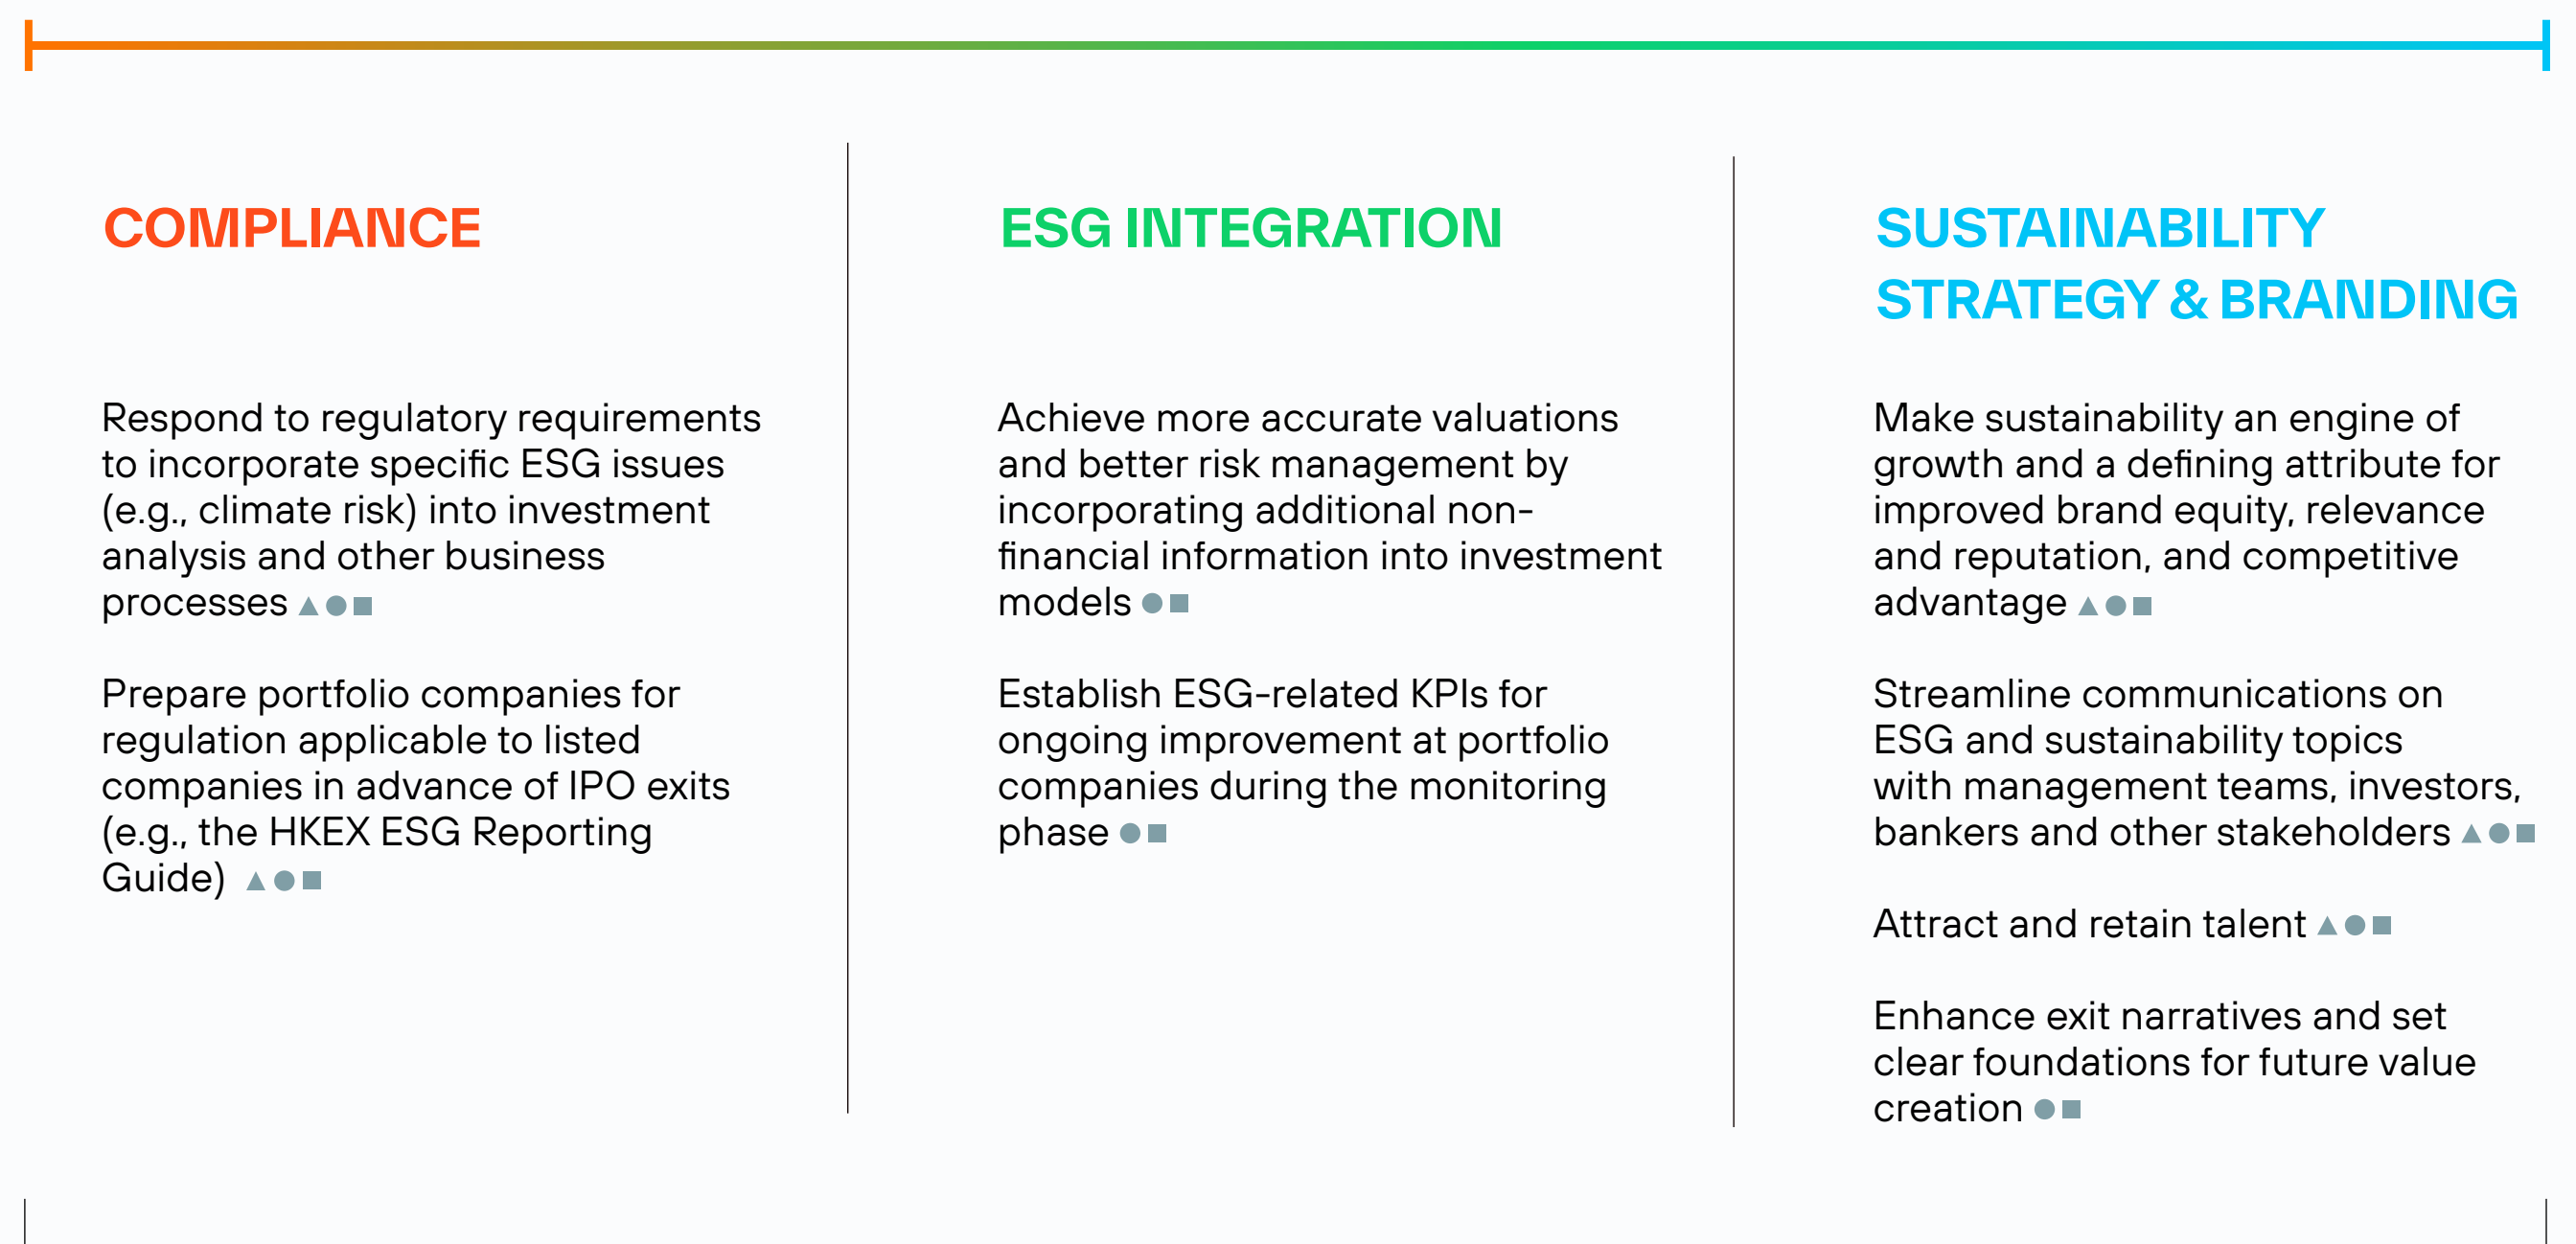 COMPLIANCE
Respond to regulatory requirements
to incorporate specific ESG issues
(e.g., climate risk) into investment
analysis and other business
processes ▲●■
Prepare portfolio companies for
regulation applicable to listed
companies in advance of IPO exits
(e.g., the HKEX ESG Reporting
Guide) ▲●■
ESG INTEGRATION
Achieve more accurate valuations
and better risk management by
incorporating additional non-
financial information into investment
models ●■
Establish ESG-related KPIs for
ongoing improvement at portfolio
companies during the monitoring
phase ●■
SUSTAINABILITY
STRATEGY & BRANDING
Make sustainability an engine of
growth and a defining attribute for
improved brand equity, relevance
and reputation, and competitive
advantage ▲●■
Streamline communications on
ESG and sustainability topics
with management teams, investors,
bankers and other stakeholders ▲●■
Attract and retain talent ▲●■
Enhance exit narratives and set
clear foundations for future value
creation ●■